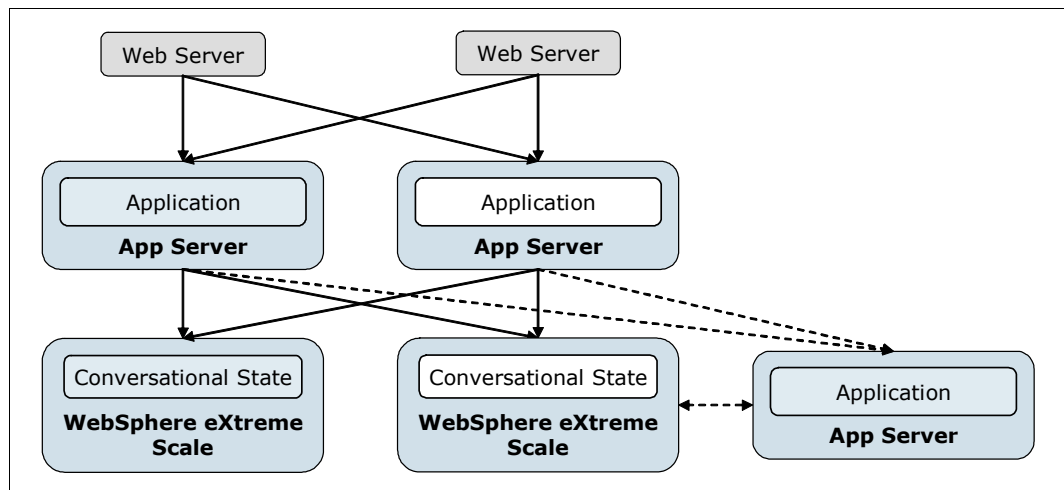 Web Server
Web Server
Application
App Server
Application
App Server
Conversational State
WebSphere eXtreme
Scale
Conversational State
WebSphere eXtreme
Scale
Application
App Server